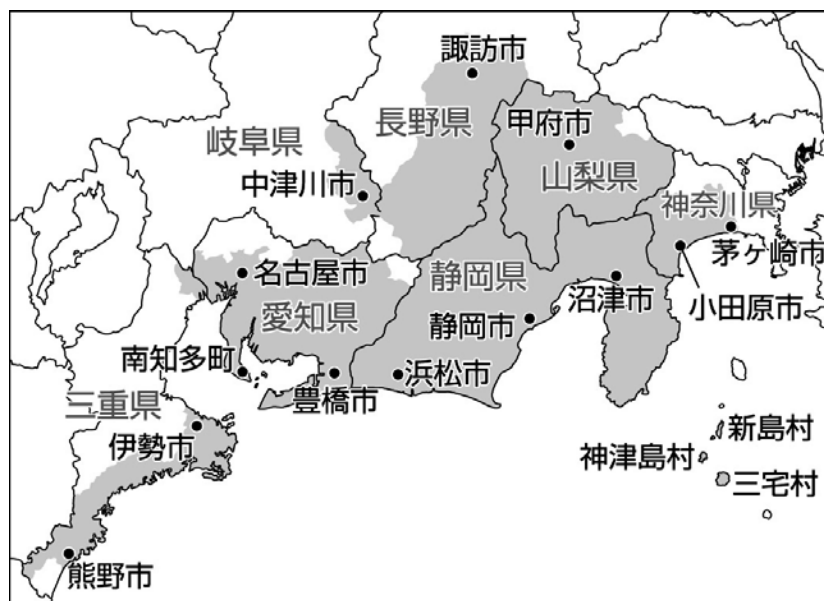 諏訪市
長野県
甲府市
岐阜県
山梨県
中津川市
神奈川県
茅ヶ崎市
名古屋市
静岡県
沼津市
小田原市
愛知県
静岡市
南知多町
豊橋市
浜松市
三重県
伊勢市
新島村
神津島村
三宅村
熊野市